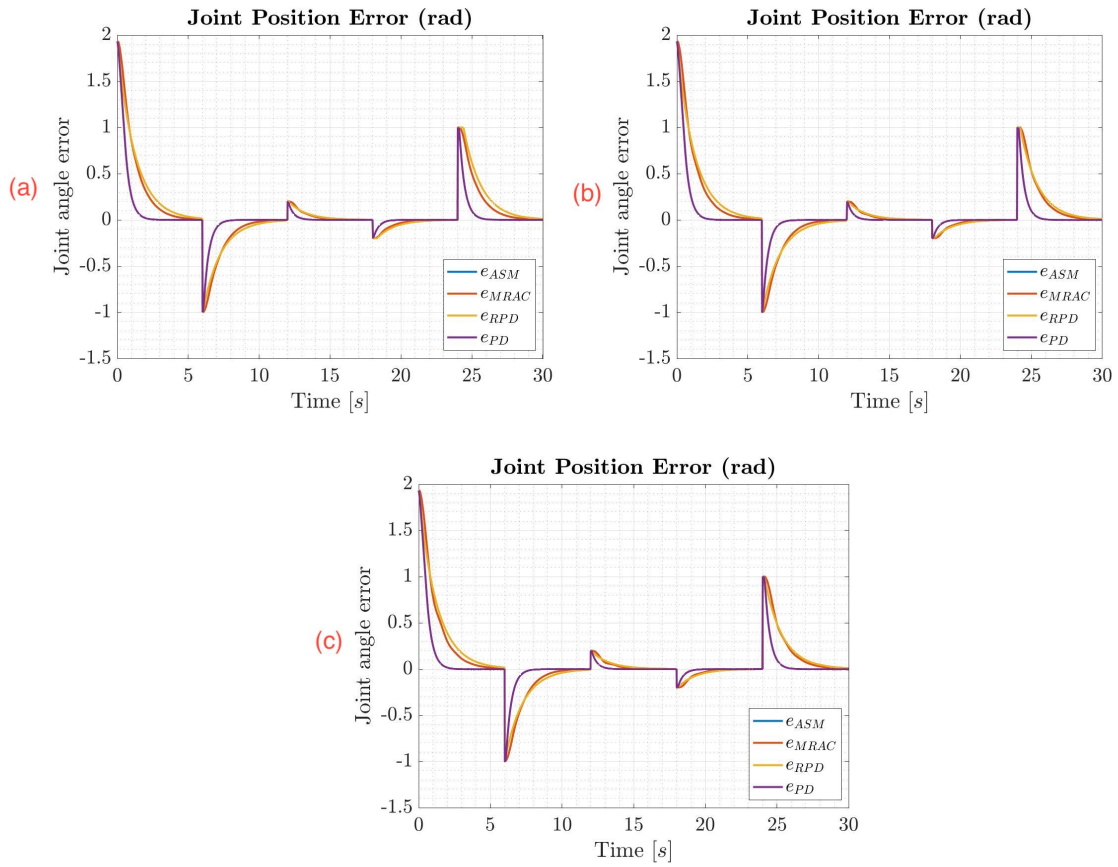 Joint Position Error (rad)
2
1.5
1
0.5
0
-0.5
-1
-1.5
0 5 10 15 20 25 30
Joint angle error
Time [s]
(a)
e_ASM
e_MRAC
e_RPD
e_PD
Joint Position Error (rad)
2
1.5
1
0.5
0
-0.5
-1
-1.5
0 5 10 15 20 25 30
Joint angle error
Time [s]
(b)
e_ASM
e_MRAC
e_RPD
e_PD
Joint Position Error (rad)
2
1.5
1
0.5
0
-0.5
-1
-1.5
0 5 10 15 20 25 30
Joint angle error
Time [s]
(c)
e_ASM
e_MRAC
e_RPD
e_PD